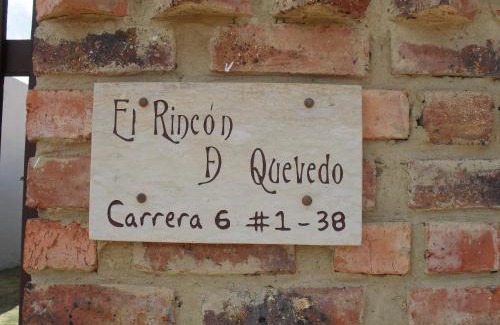 El Rincón
D Quevedo
Carrera 6 #1-38